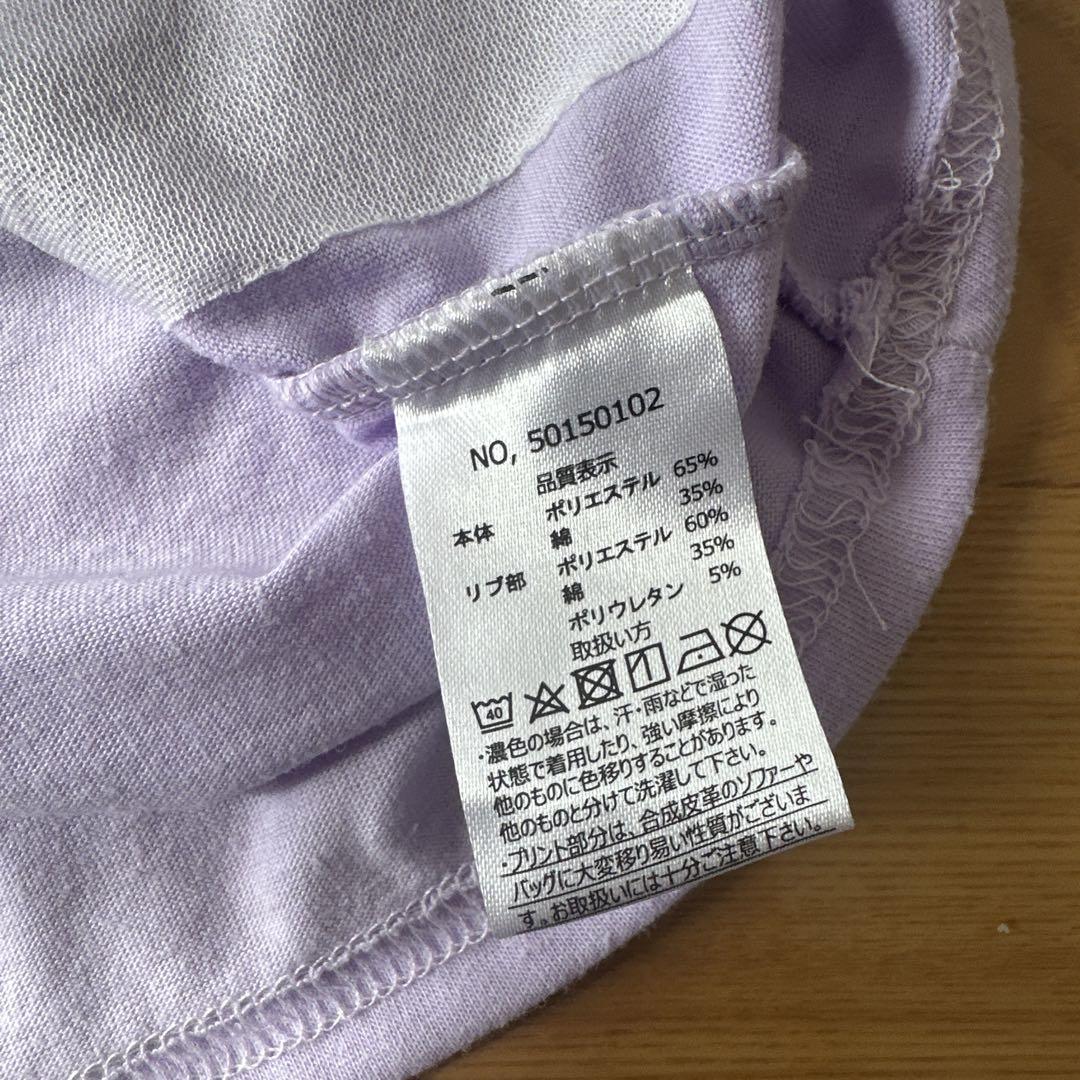 NO, 50150102
品質表示
本体 ポリエステル 65%
綿 35%
リブ部 ポリエステル 60%
綿 35%
ポリウレタン 5%
取扱い方
40
・濃色の場合は、汗・雨などで湿った
状態で着用したり、強い摩擦により
他のものに色移りすることがあります。
他のものと分けて洗濯して下さい。
・プリント部分は、合成皮革のソファーや
バッグに大変移り易い性質がございま
す。お取扱いには十分ご注意下さい。